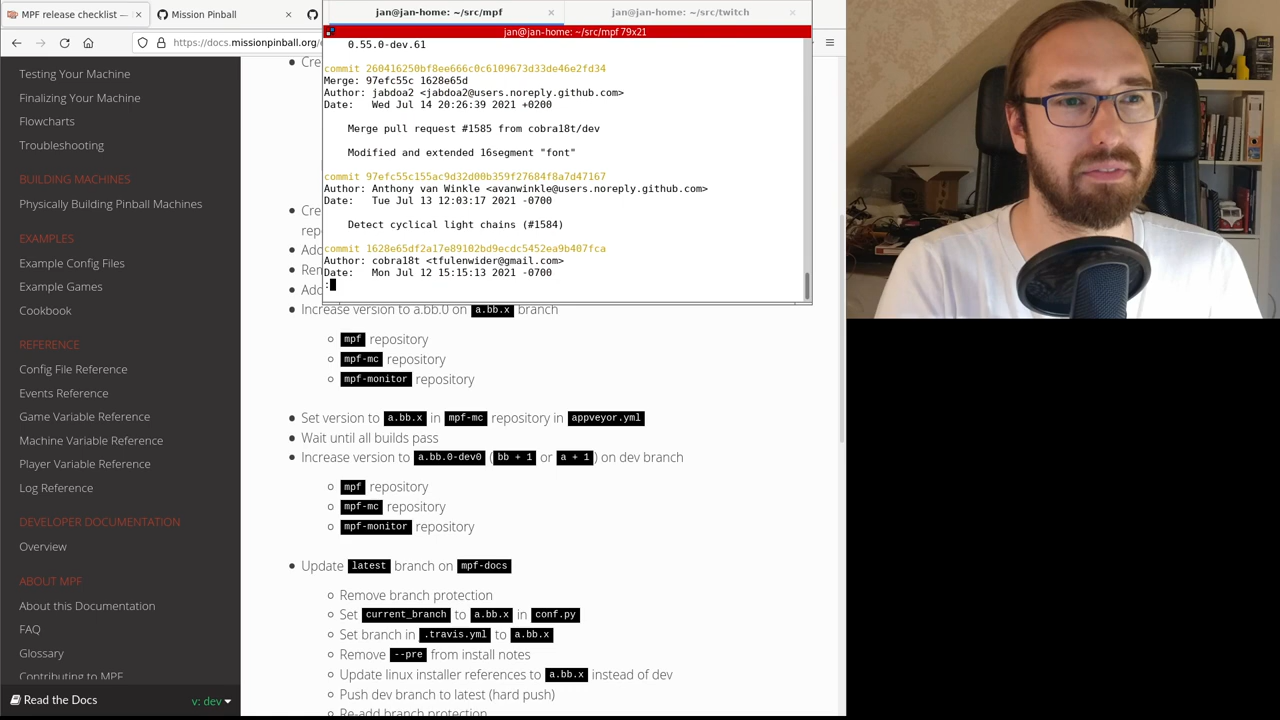 MPF release checklist —
Mission Pinball
https://docs.missionpinball.org/
Testing Your Machine
Finalizing Your Machine
Flowcharts
Troubleshooting
BUILDING MACHINES
Physically Building Pinball Machines
EXAMPLES
Example Config Files
Example Games
Cookbook
REFERENCE
Config File Reference
Events Reference
Game Variable Reference
Machine Variable Reference
Player Variable Reference
Log Reference
DEVELOPER DOCUMENTATION
Overview
ABOUT MPF
About this Documentation
FAQ
Glossary
Contributing to MPF
Read the Docs
v: dev
jan@jan-home: ~/src/mpf
jan@jan-home: ~/src/twitch
jan@jan-home: ~/src/mpf 79x21
0.55.0-dev.61
commit 260416250bf8ee666c0c6109673d33de46e2fd34
Merge: 97efc55c 1628e65d
Author: jabdoa2 <jabdoa2@users.noreply.github.com>
Date: Wed Jul 14 20:26:39 2021 +0200
Merge pull request #1585 from cobra18t/dev
Modified and extended 16segment "font"
commit 97efc55c155ac9d32d00b359f27684f8a7d47167
Author: Anthony van Winkle <avanwinkle@users.noreply.github.com>
Date: Tue Jul 13 12:03:17 2021 -0700
Detect cyclical light chains (#1584)
commit 1628e65df2a17e89102bd9ecdc5452ea9b407fca
Author: cobra18t <tfulenwider@gmail.com>
Date: Mon Jul 12 15:15:13 2021 -0700
:
Cre
Cre
rep
Add
Ren
Add
Increase version to a.bb.0 on a.bb.x branch
mpf repository
mpf-mc repository
mpf-monitor repository
Set version to a.bb.x in mpf-mc repository in appveyor.yml
Wait until all builds pass
Increase version to a.bb.0-dev0 (bb + 1 or a + 1) on dev branch
mpf repository
mpf-mc repository
mpf-monitor repository
Update latest branch on mpf-docs
Remove branch protection
Set current_branch to a.bb.x in conf.py
Set branch in .travis.yml to a.bb.x
Remove --pre from install notes
Update linux installer references to a.bb.x instead of dev
Push dev branch to latest (hard push)
Re-add branch protection